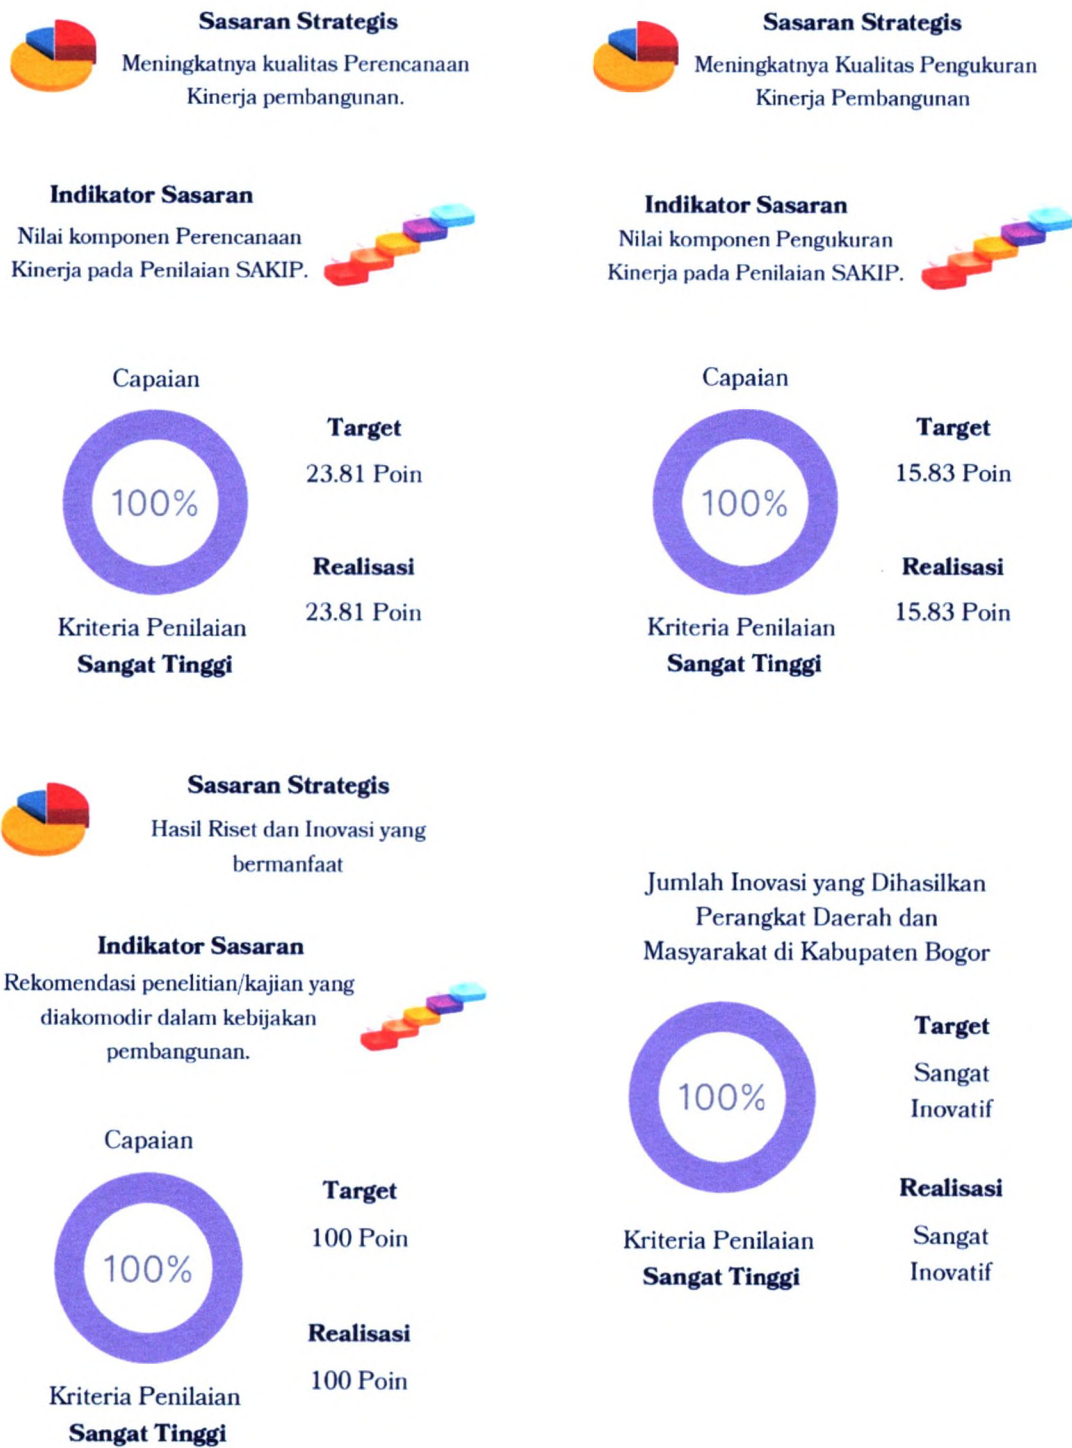 Sasaran Strategis
Meningkatnya kualitas Perencanaan
Kinerja pembangunan.
Indikator Sasaran
Nilai komponen Perencanaan
Kinerja pada Penilaian SAKIP.
Capaian
100%
Target
23.81 Poin
Realisasi
23.81 Poin
Kriteria Penilaian
Sangat Tinggi
Sasaran Strategis
Meningkatnya Kualitas Pengukuran
Kinerja Pembangunan
Indikator Sasaran
Nilai komponen Pengukuran
Kinerja pada Penilaian SAKIP.
Capaian
100%
Target
15.83 Poin
Realisasi
15.83 Poin
Kriteria Penilaian
Sangat Tinggi
Sasaran Strategis
Hasil Riset dan Inovasi yang
bermanfaat
Indikator Sasaran
Rekomendasi penelitian/kajian yang
diakomodir dalam kebijakan
pembangunan.
Capaian
100%
Target
100 Poin
Realisasi
100 Poin
Kriteria Penilaian
Sangat Tinggi
Jumlah Inovasi yang Dihasilkan
Perangkat Daerah dan
Masyarakat di Kabupaten Bogor
100%
Target
Sangat
Inovatif
Realisasi
Sangat
Inovatif
Kriteria Penilaian
Sangat Tinggi